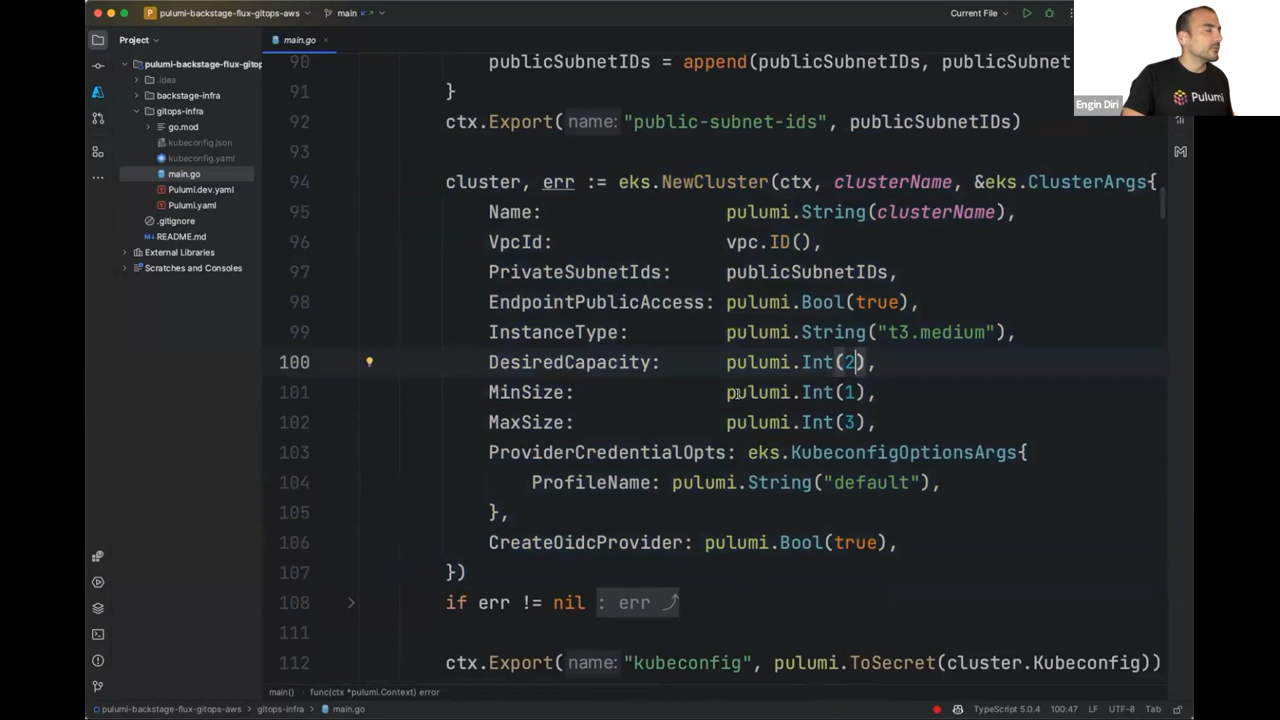 pulumi-backstage-flux-gitops-aws
main
Current File
Project
main.go
pulumi-backstage-flux-gitop
.idea
backstage-infra
gitops-infra
go.mod
kubeconfig.json
kubeconfig.yaml
main.go
Pulumi.dev.yaml
Pulumi.yaml
.gitignore
README.md
External Libraries
Scratches and Consoles
90 publicSubnetIDs = append(publicSubnetIDs, publicSubnet
91 }
92 ctx.Export( name: "public-subnet-ids", publicSubnetIDs)
93
94 cluster, err := eks.NewCluster(ctx, clusterName, &eks.ClusterArgs{
95 Name: pulumi.String(clusterName),
96 VpcId: vpc.ID(),
97 PrivateSubnetIds: publicSubnetIDs,
98 EndpointPublicAccess: pulumi.Bool(true),
99 InstanceType: pulumi.String("t3.medium"),
100 DesiredCapacity: pulumi.Int(2),
101 MinSize: pulumi.Int(1),
102 MaxSize: pulumi.Int(3),
103 ProviderCredentialOpts: eks.KubeconfigOptionsArgs{
104 ProfileName: pulumi.String("default"),
105 },
106 CreateOidcProvider: pulumi.Bool(true),
107 })
108 if err != nil : err
111
112 ctx.Export( name: "kubeconfig", pulumi.ToSecret(cluster.Kubeconfig))
Engin Diri
Pulumi
main() func(ctx *pulumi.Context) error
pulumi-backstage-flux-gitops-aws > gitops-infra > main.go
TypeScript 5.0.4 100:47 LF UTF-8 Tab